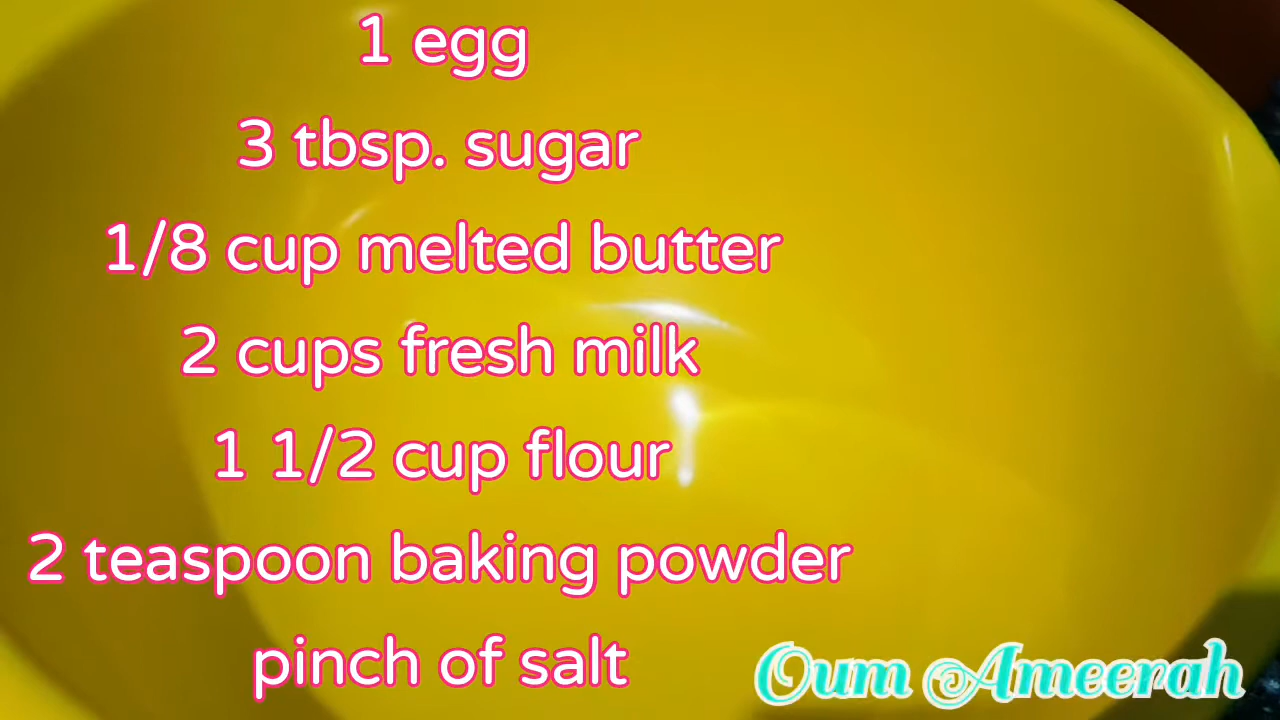 1 egg
3 tbsp. sugar
1/8 cup melted butter
2 cups fresh milk
1 1/2 cup flour
2 teaspoon baking powder
pinch of salt
Oum Ameerah